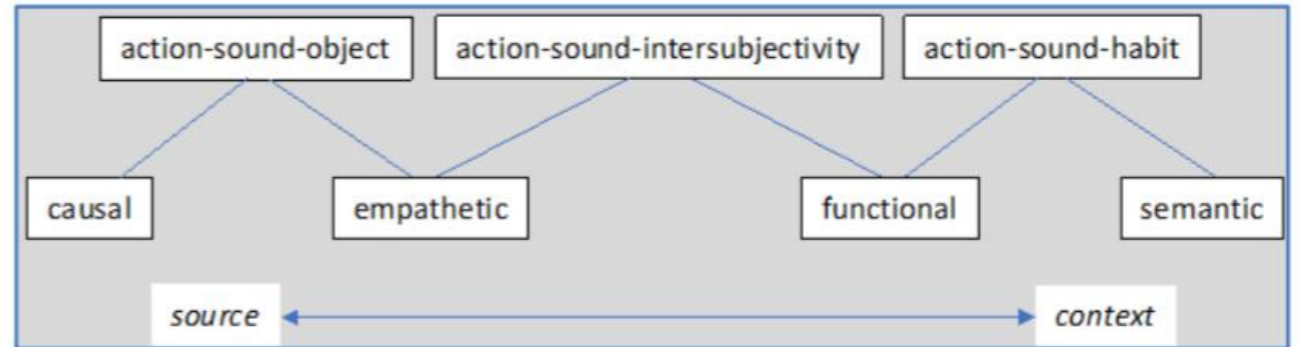 action-sound-object action-sound-intersubjectivity action-sound-habit
causal empathetic functional semantic
source context